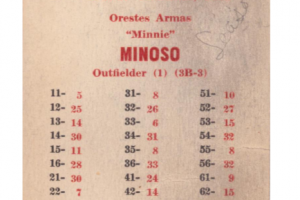 Orestes Armas
“Minnie”
MINOSO
Outfielder (1) (3B-3)
11- 5 31- 8 51- 10
12- 25 32- 26 52- 27
13- 14 33- 6 53- 15
14- 30 34- 31 54- 32
15- 11 35- 8 55- 8
16- 28 36- 33 56- 32
21- 30 41- 24 61- 9
22- 7 42- 14 62- 15